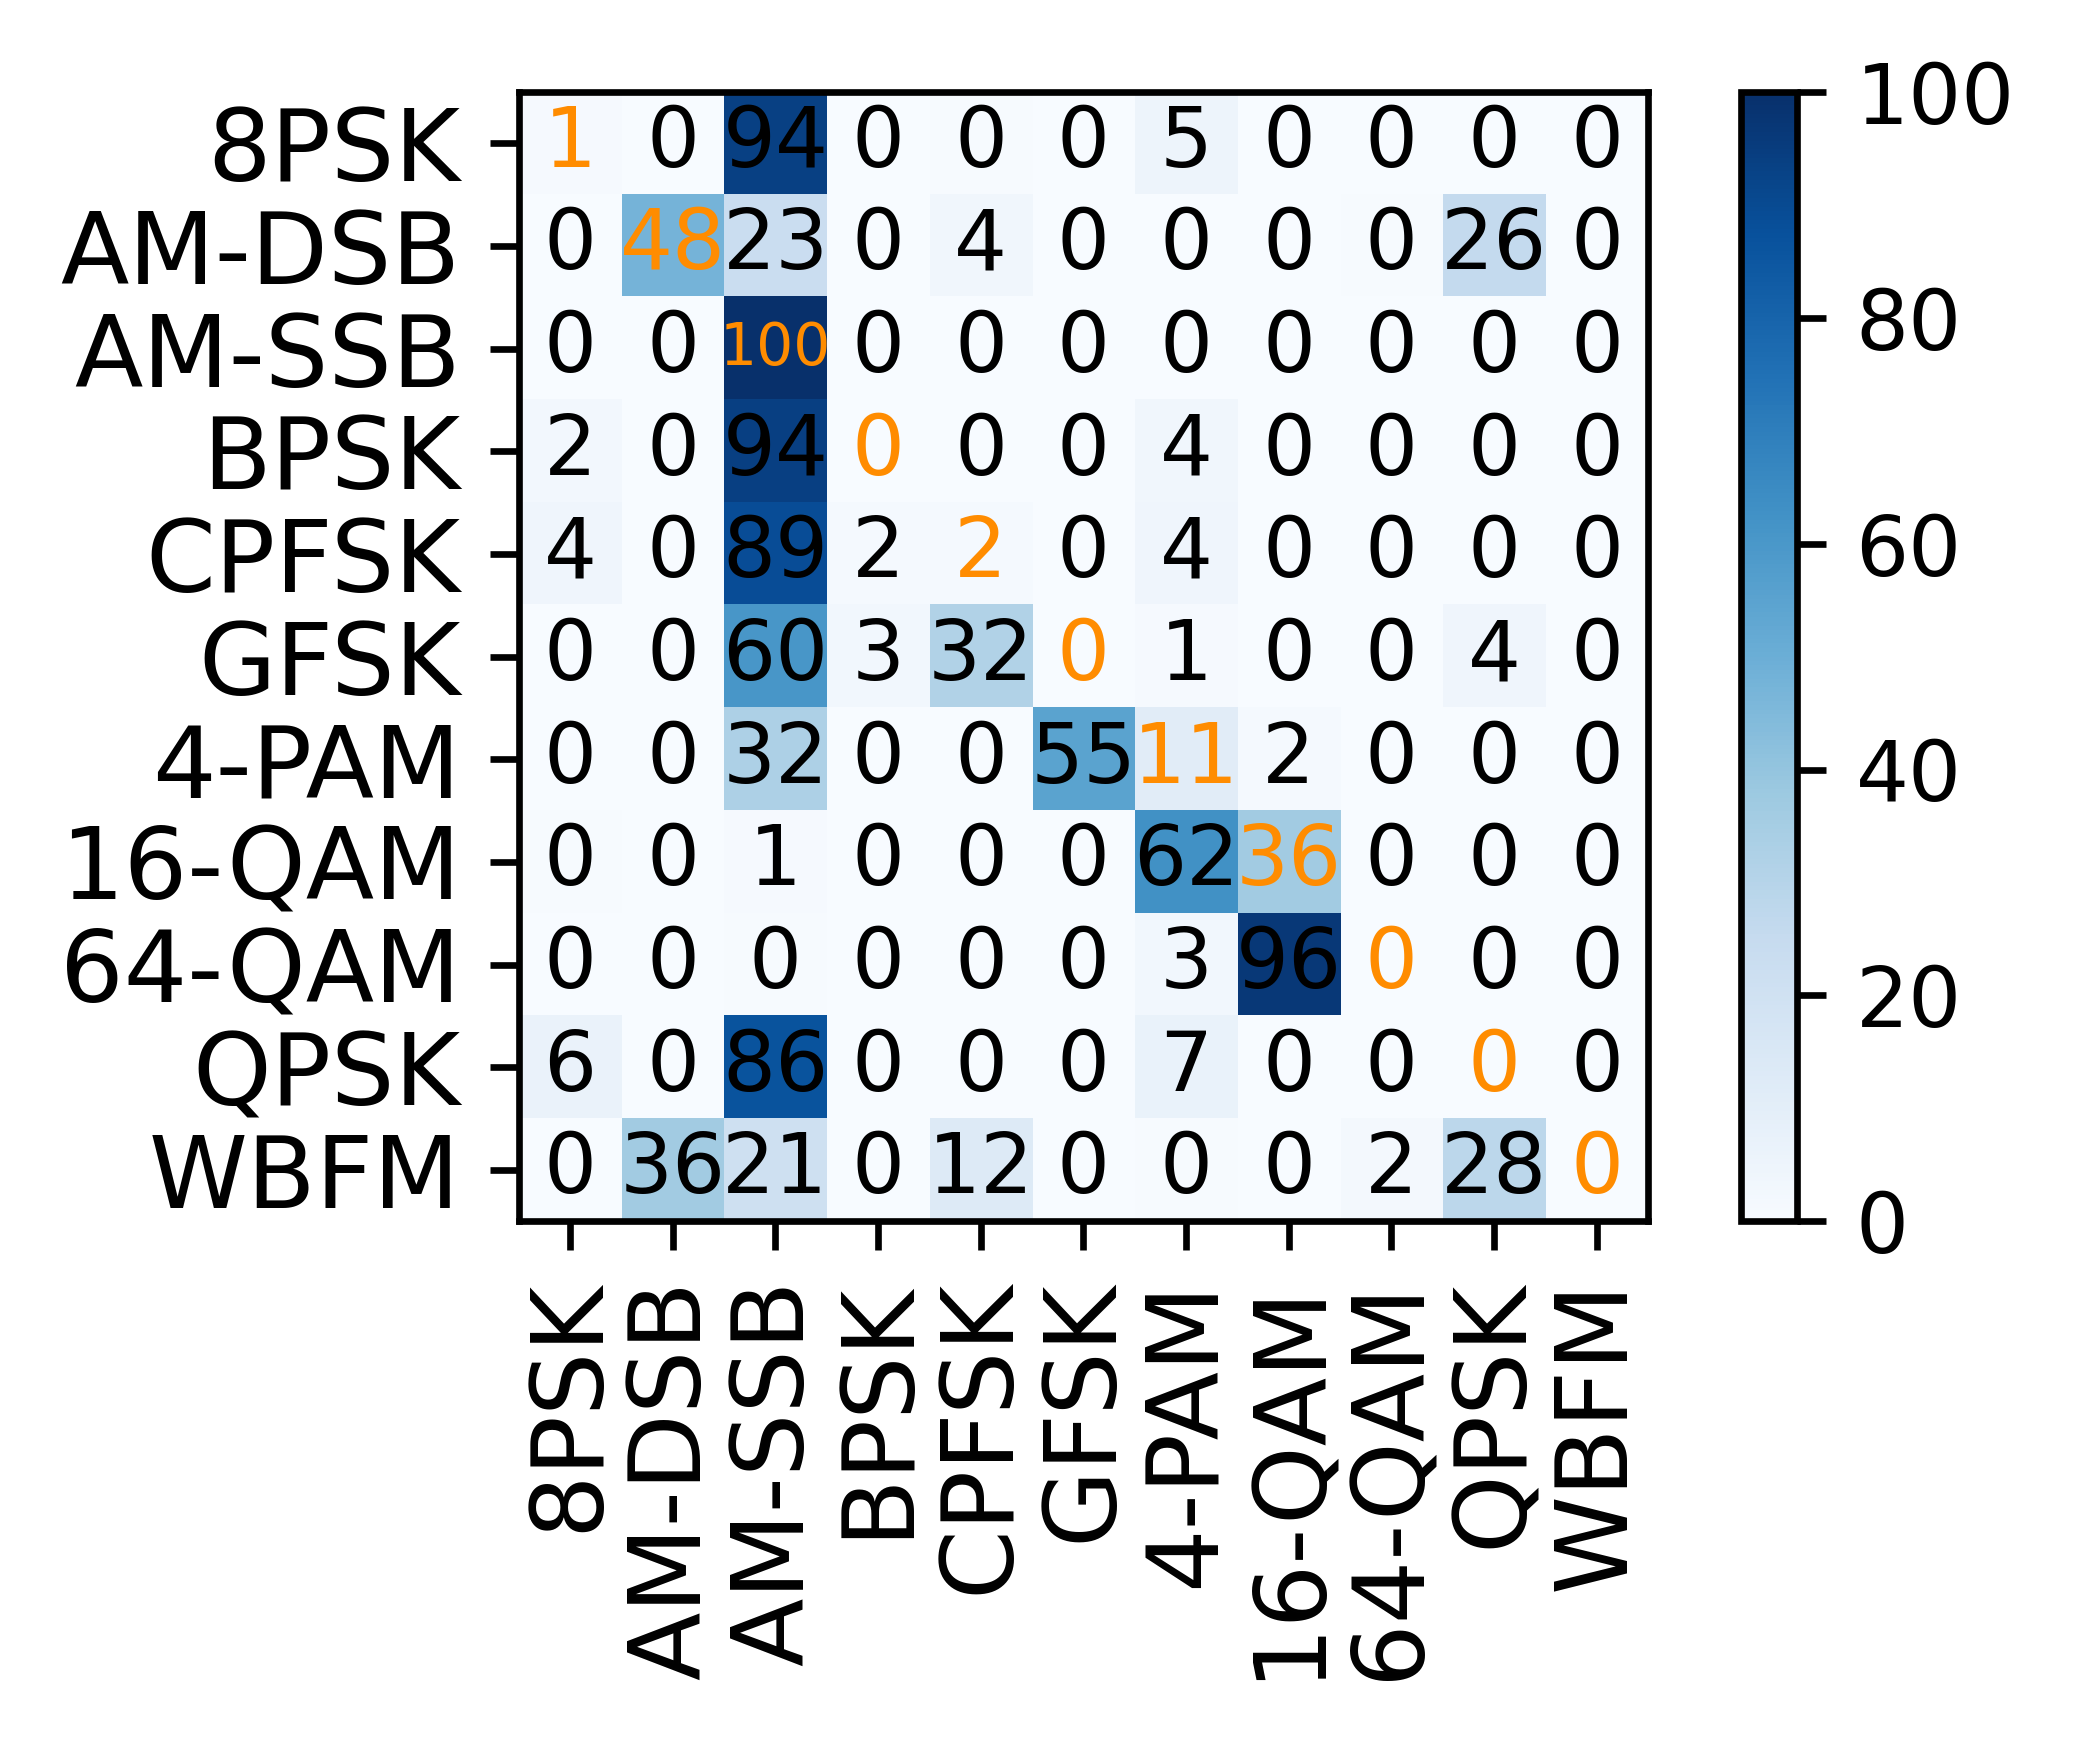 8PSK 1 0 94 0 0 0 5 0 0 0 0
AM-DSB 0 48 23 0 4 0 0 0 0 26 0
AM-SSB 0 0 100 0 0 0 0 0 0 0 0
BPSK 2 0 94 0 0 0 4 0 0 0 0
CPFSK 4 0 89 2 2 0 4 0 0 0 0
GFSK 0 0 60 3 32 0 1 0 0 4 0
4-PAM 0 0 32 0 0 55 11 2 0 0 0
16-QAM 0 0 1 0 0 0 62 36 0 0 0
64-QAM 0 0 0 0 0 0 3 96 0 0 0
QPSK 6 0 86 0 0 0 7 0 0 0 0
WBFM 0 36 21 0 12 0 0 0 2 28 0
8PSK
AM-DSB
AM-SSB
BPSK
CPFSK
GFSK
4-PAM
16-QAM
64-QAM
QPSK
WBFM
100
80
60
40
20
0